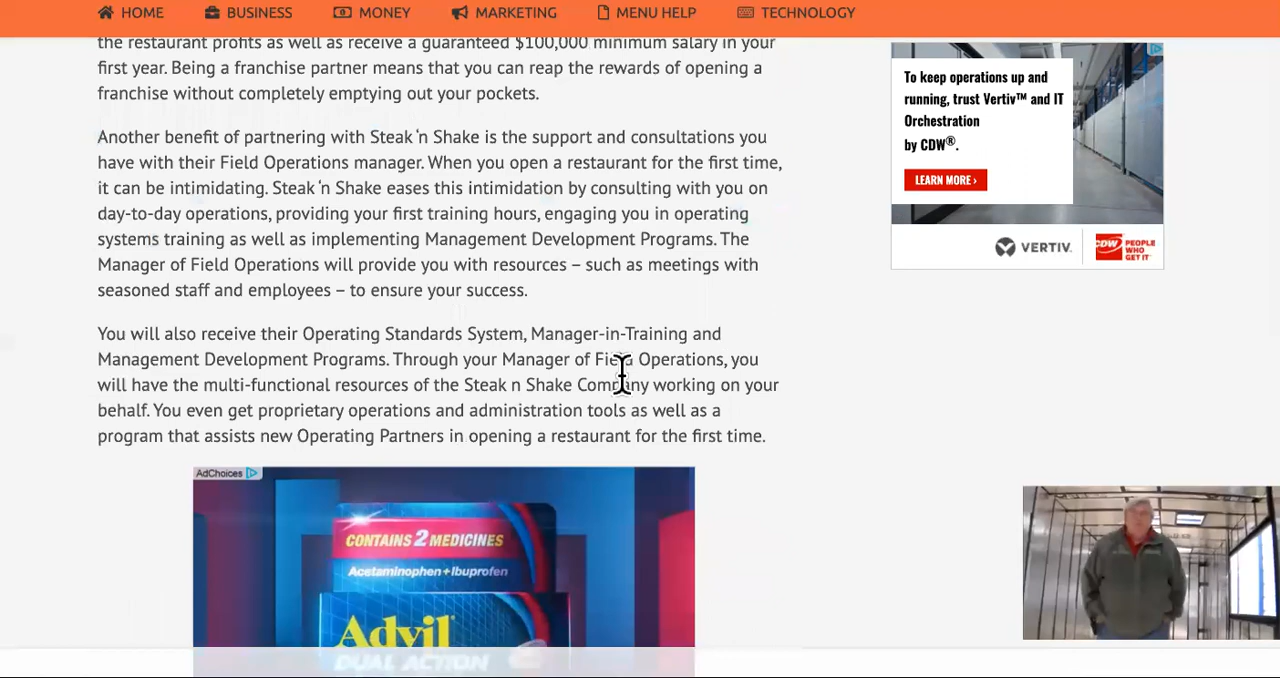 HOME
BUSINESS
MONEY
MARKETING
MENU HELP
TECHNOLOGY
the restaurant profits as well as receive a guaranteed $100,000 minimum salary in your
first year. Being a franchise partner means that you can reap the rewards of opening a
franchise without completely emptying out your pockets.
Another benefit of partnering with Steak ‘n Shake is the support and consultations you
have with their Field Operations manager. When you open a restaurant for the first time,
it can be intimidating. Steak ‘n Shake eases this intimidation by consulting with you on
day-to-day operations, providing your first training hours, engaging you in operating
systems training as well as implementing Management Development Programs. The
Manager of Field Operations will provide you with resources – such as meetings with
seasoned staff and employees – to ensure your success.
You will also receive their Operating Standards System, Manager-in-Training and
Management Development Programs. Through your Manager of Field Operations, you
will have the multi-functional resources of the Steak n Shake Company working on your
behalf. You even get proprietary operations and administration tools as well as a
program that assists new Operating Partners in opening a restaurant for the first time.
AdChoices
CONTAINS 2 MEDICINES
Acetaminophen+Ibuprofen
Advil
DUAL ACTION
To keep operations up and
running, trust Vertiv™ and IT
Orchestration
by CDW®.
LEARN MORE ›
VERTIV.
CDW
PEOPLE
WHO
GET IT